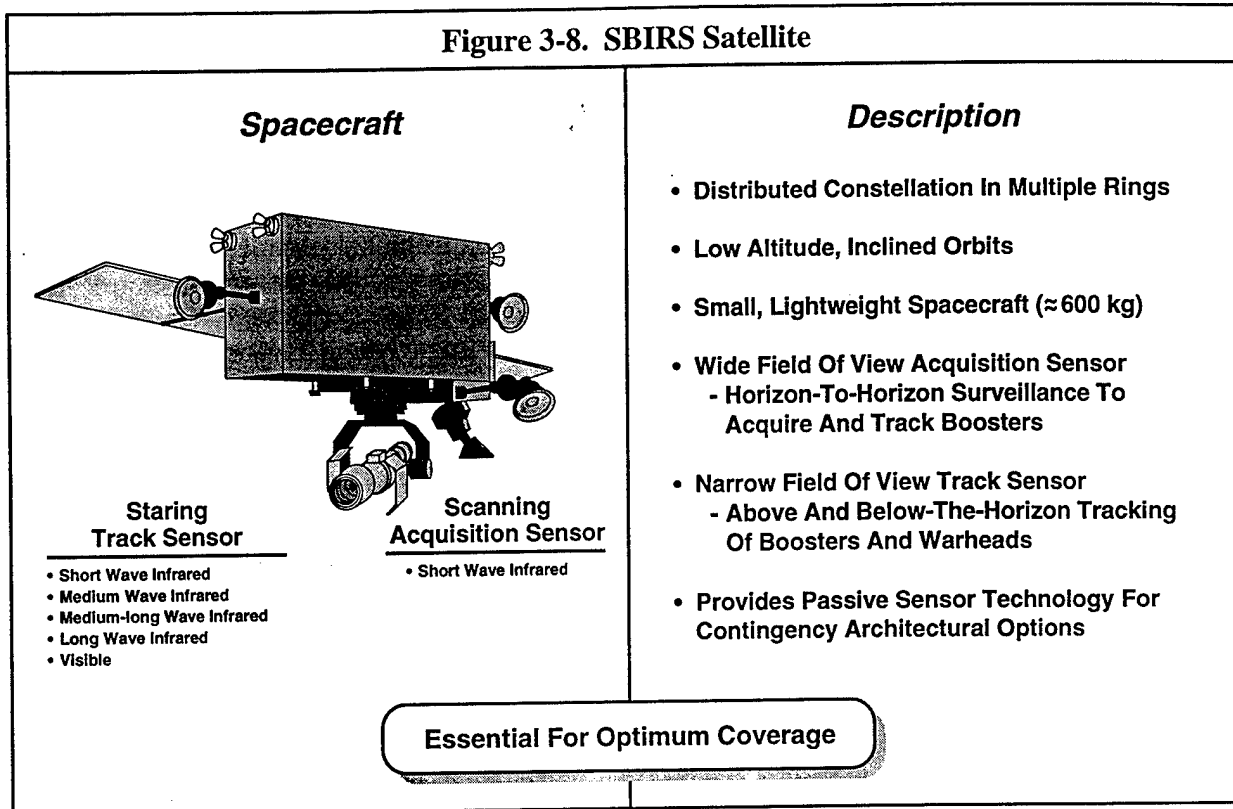 Figure 3-8. SBIRS Satellite
Spacecraft
Staring
Track Sensor
• Short Wave Infrared
• Medium Wave Infrared
• Medium-long Wave Infrared
• Long Wave Infrared
• Visible
Scanning
Acquisition Sensor
• Short Wave Infrared
Description
• Distributed Constellation In Multiple Rings
• Low Altitude, Inclined Orbits
• Small, Lightweight Spacecraft (≈600 kg)
• Wide Field Of View Acquisition Sensor
- Horizon-To-Horizon Surveillance To
Acquire And Track Boosters
• Narrow Field Of View Track Sensor
- Above And Below-The-Horizon Tracking
Of Boosters And Warheads
• Provides Passive Sensor Technology For
Contingency Architectural Options
Essential For Optimum Coverage